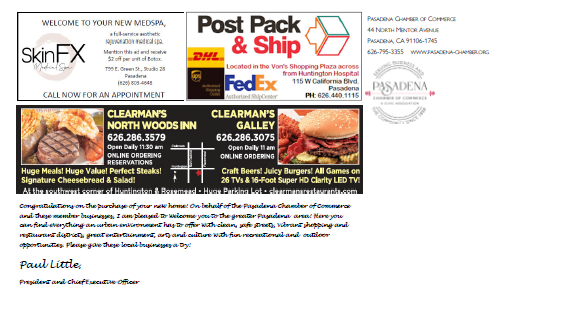 WELCOME TO YOUR NEW MEDSPA,
a full-service aesthetic
rejuvenation medical spa.
Mention this ad and receive
$2 off per unit of Botox.
799 E. Green St., Studio 28
Pasadena
(626) 803-4648
SkinFX
Medical Spa
CALL NOW FOR AN APPOINTMENT
Post Pack
& Ship
DHL
Located in the Von's Shopping Plaza across
from Huntington Hospital
115 W California Blvd.
Pasadena
PH: 626.440.1115
ups
Authorized
Shipping
Outlet
FedEx
Authorized ShipCenter
PASADENA CHAMBER OF COMMERCE
44 NORTH MENTOR AVENUE
PASADENA, CA 91106-1745
626-795-3355 WWW.PASADENA-CHAMBER.ORG
PASADENA
CHAMBER OF COMMERCE
& CIVIC ASSOCIATION
CLEARMAN'S
NORTH WOODS INN
626.286.3579
Open Daily 11:30 am
ONLINE ORDERING
RESERVATIONS
CLEARMAN'S
GALLEY
626.286.3075
Open Daily 11 am
ONLINE ORDERING
Huge Meals! Huge Value! Perfect Steaks!
Signature Cheesebread & Salad!
Craft Beers! Juicy Burgers! All Games on
26 TVs & 16-Foot Super HD Clarity LED TV!
At the southwest corner of Huntington & Rosemead • Huge Parking Lot • clearmansrestaurants.com
Congratulations on the purchase of your new home! On behalf of the Pasadena Chamber of Commerce
and these member businesses, I am pleased to welcome you to the greater Pasadena area! Here you
can find everything an urban environment has to offer with clean, safe streets, vibrant shopping and
restaurant districts, great entertainment, arts and culture with fun recreational and outdoor
opportunities. Please give these local businesses a try!
Paul Little,
President and Chief Executive Officer